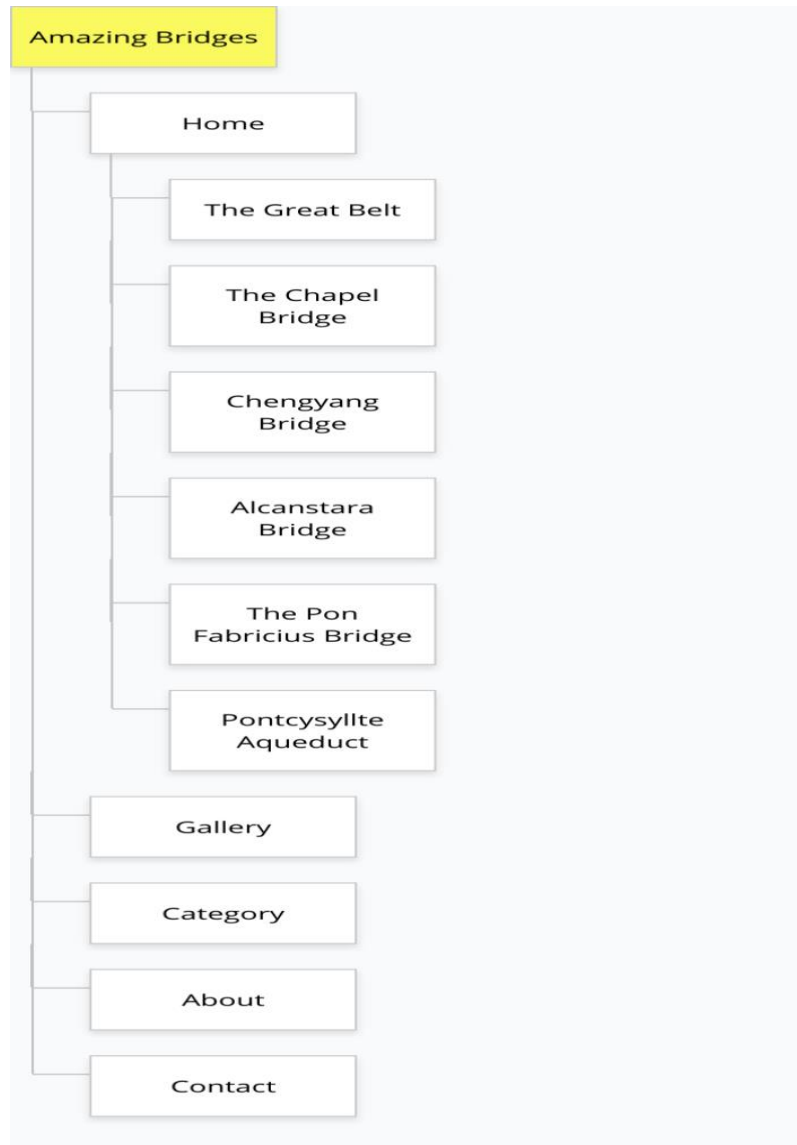 Amazing Bridges
Home
The Great Belt
The Chapel
Bridge
Chengyang
Bridge
Alcanstara
Bridge
The Pon
Fabricius Bridge
Pontcysyllte
Aqueduct
Gallery
Category
About
Contact